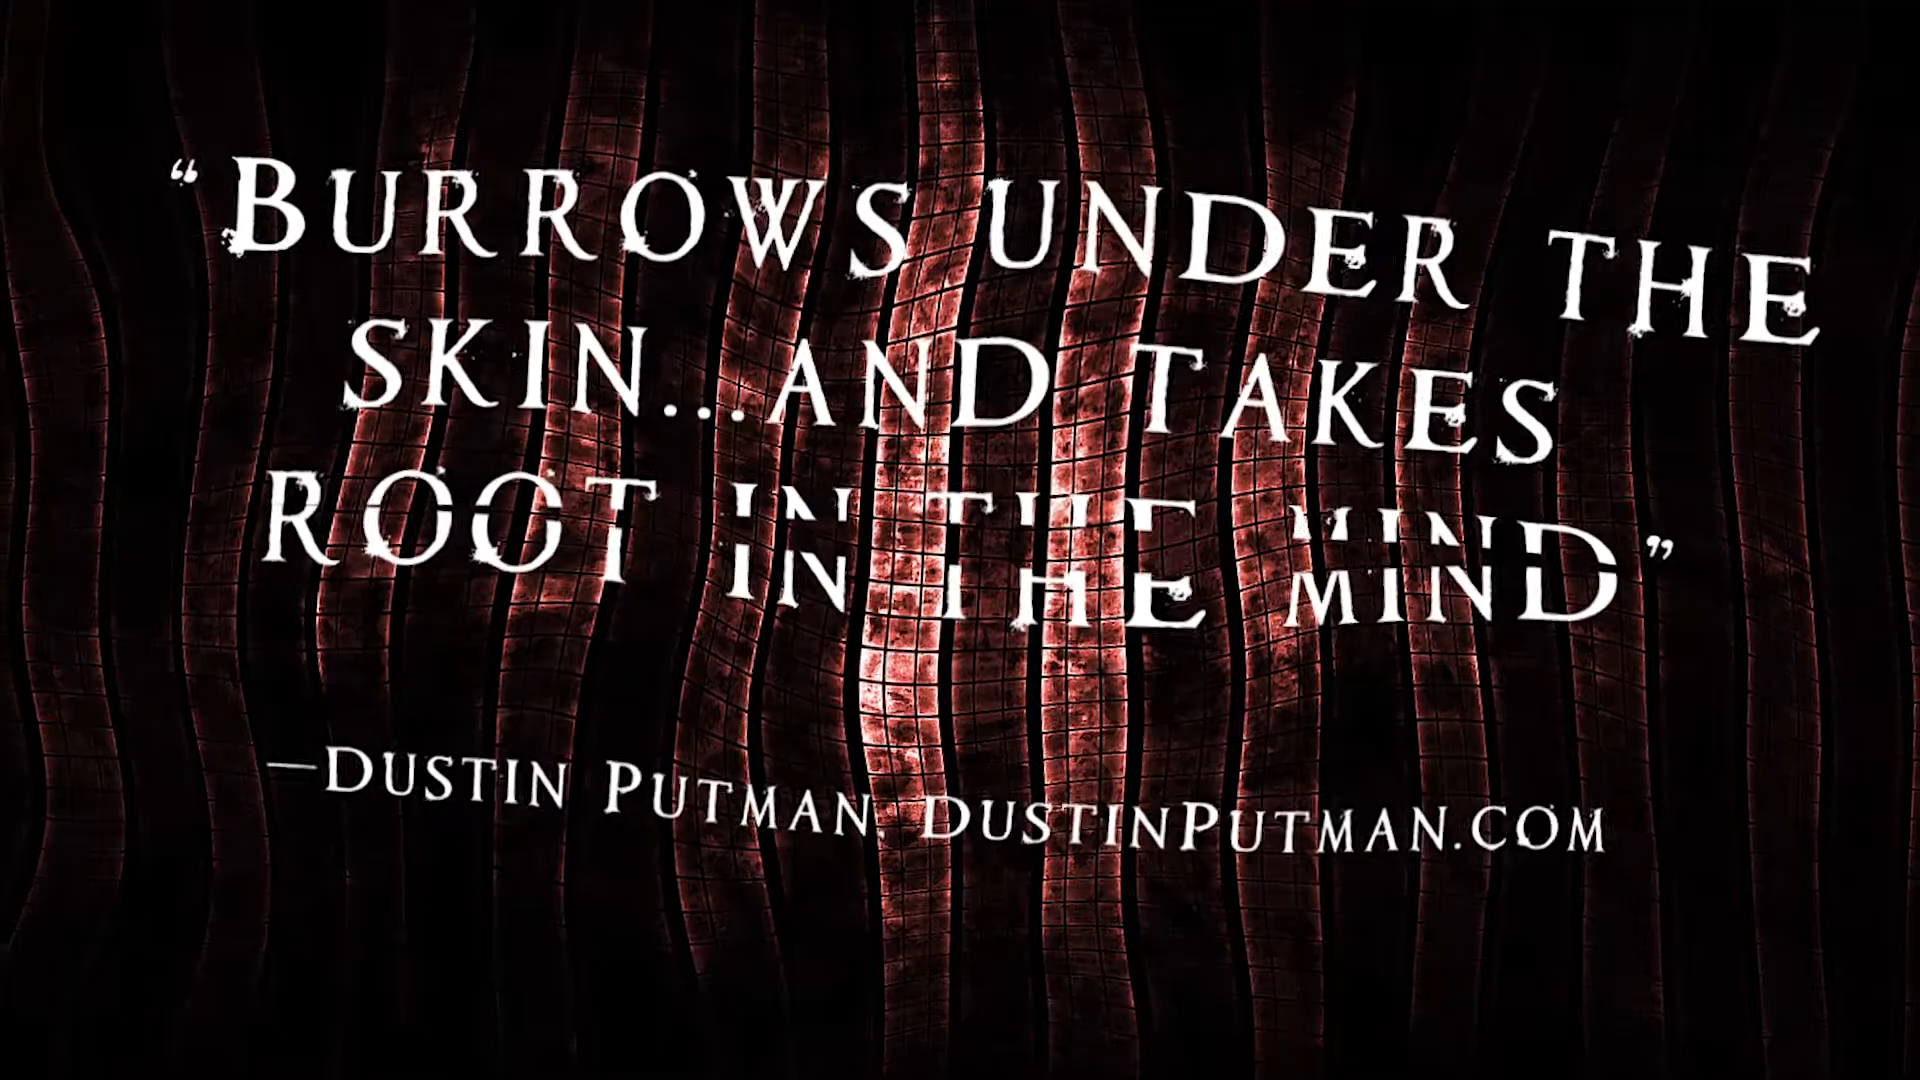 “Burrows under the
skin...and takes
root in the mind”
—Dustin Putman, DustinPutman.com